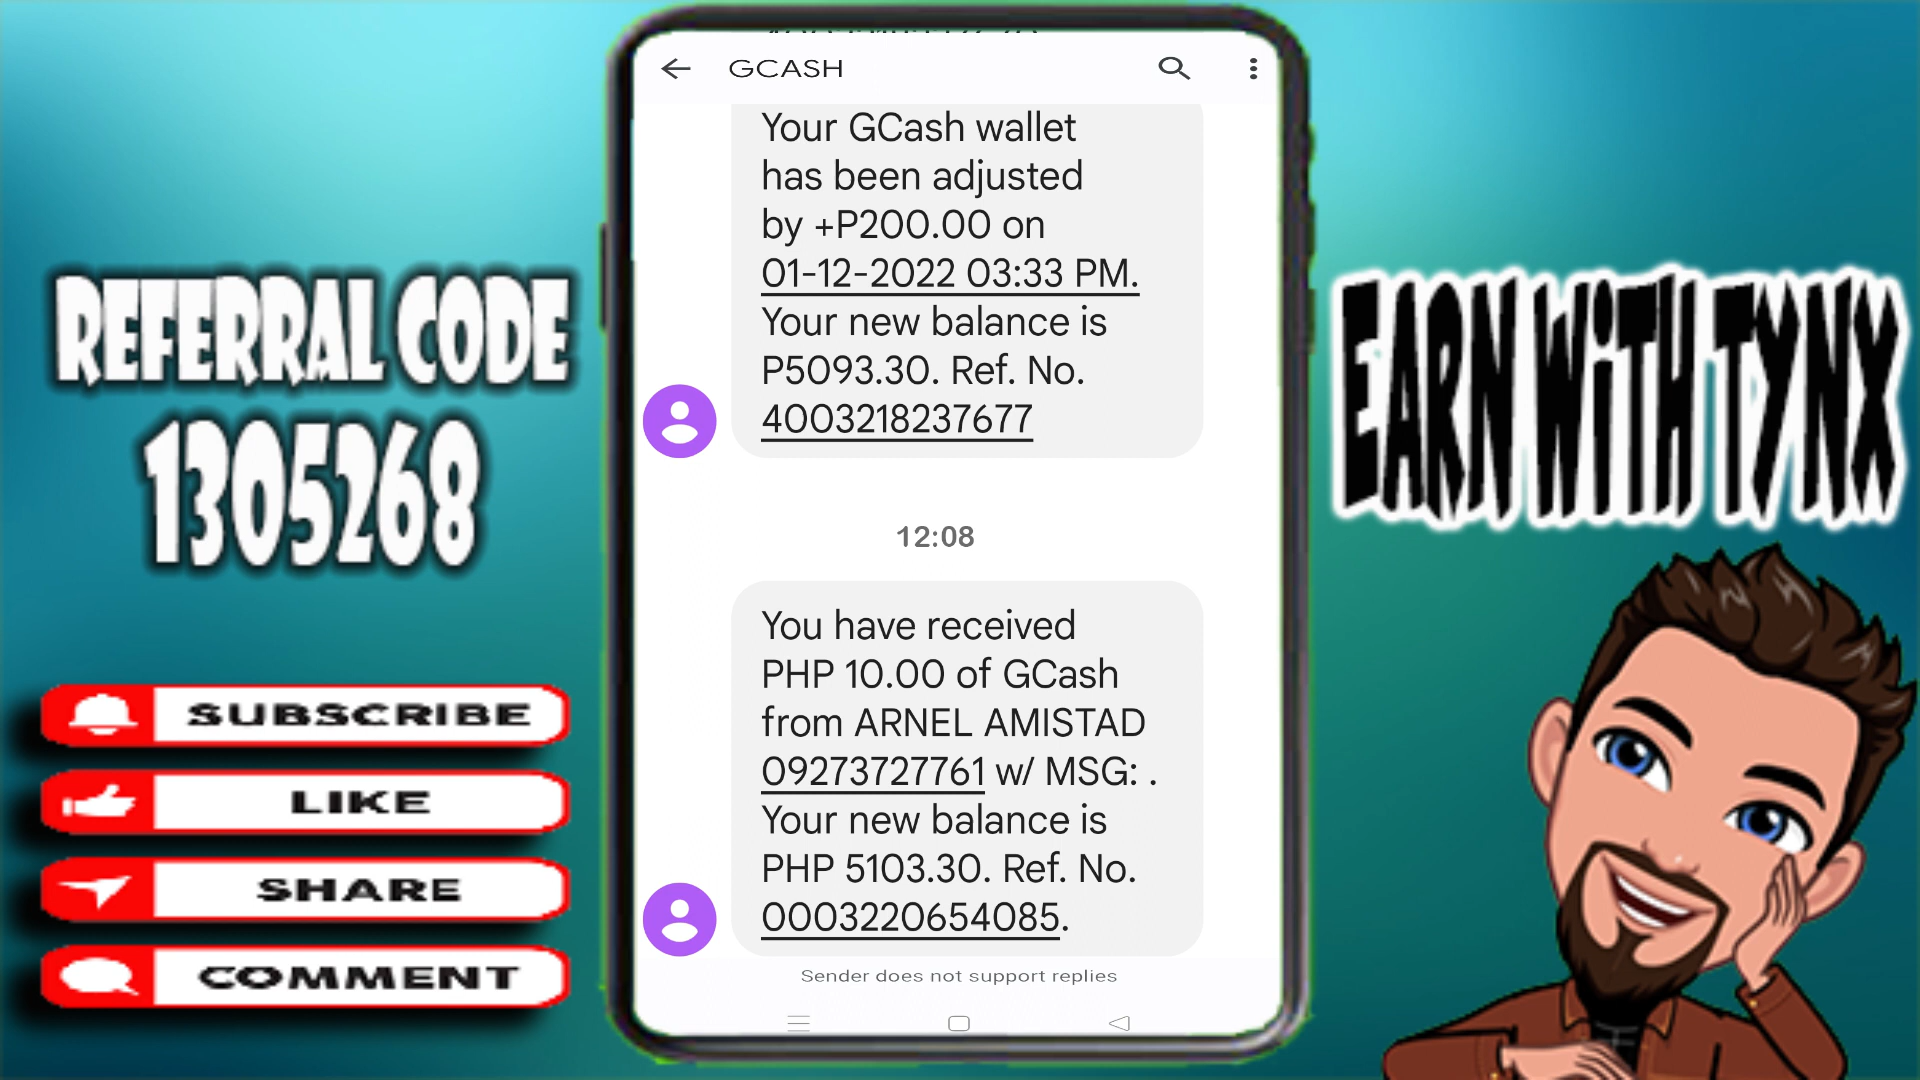 GCASH
Your GCash wallet
has been adjusted
by +P200.00 on
01-12-2022 03:33 PM.
Your new balance is
P5093.30. Ref. No.
4003218237677
12:08
You have received
PHP 10.00 of GCash
from ARNEL AMISTAD
09273727761 w/ MSG: .
Your new balance is
PHP 5103.30. Ref. No.
0003220654085.
Sender does not support replies
REFERRAL CODE
1305268
SUBSCRIBE
LIKE
SHARE
COMMENT
EARN WiTH TYNX